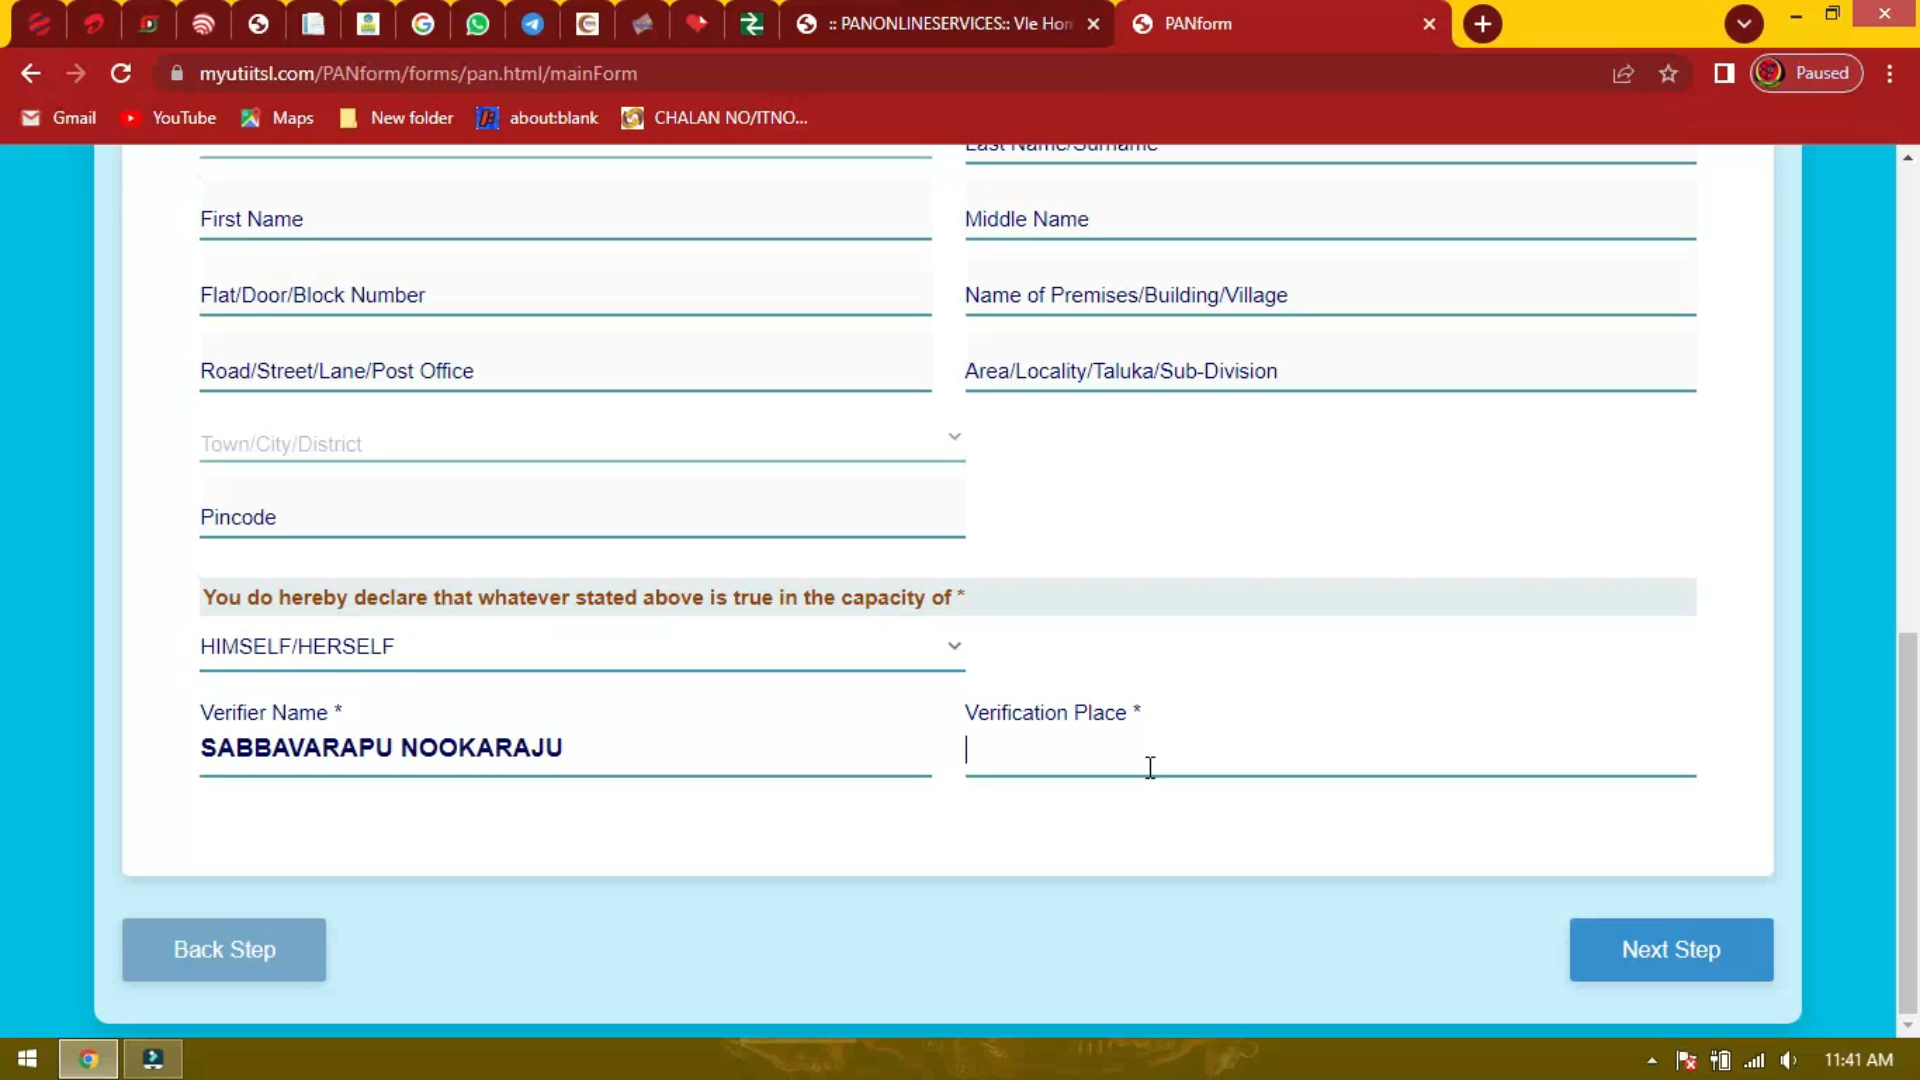 :: PANONLINESERVICES:: Vle Hom
PANform
myutiitsl.com/PANform/forms/pan.html/mainForm
Paused
Gmail
YouTube
Maps
New folder
about:blank
CHALAN NO/ITNO...
Last Name/Surname
First Name
Middle Name
Flat/Door/Block Number
Name of Premises/Building/Village
Road/Street/Lane/Post Office
Area/Locality/Taluka/Sub-Division
Town/City/District
Pincode
You do hereby declare that whatever stated above is true in the capacity of *
HIMSELF/HERSELF
Verifier Name *
Verification Place *
SABBAVARAPU NOOKARAJU
Back Step
Next Step
11:41 AM